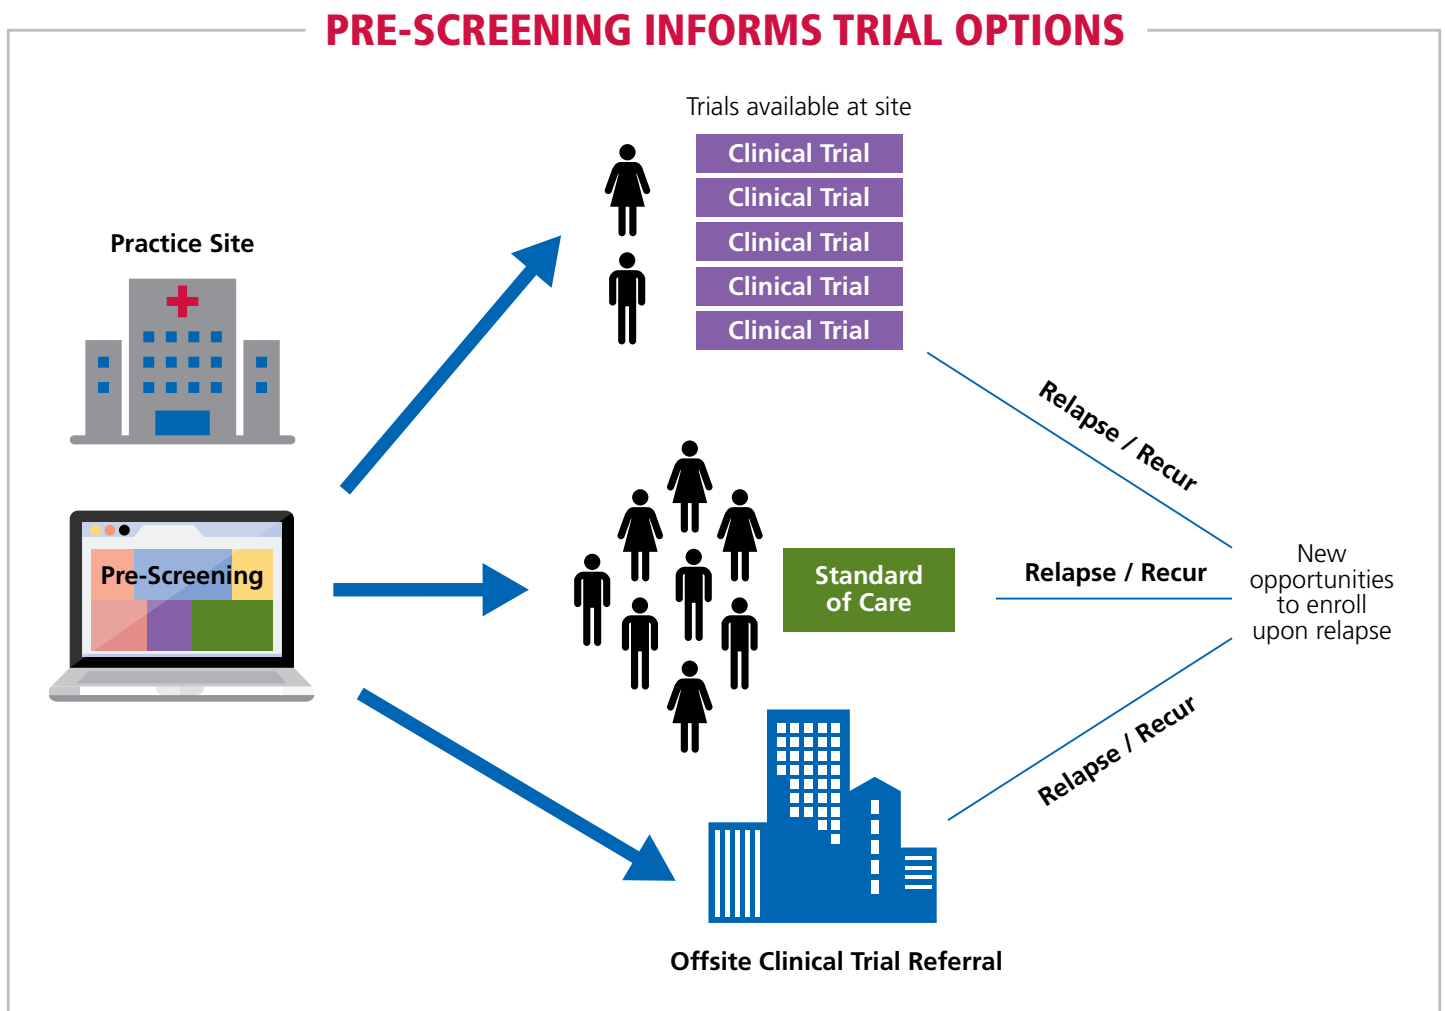 PRE-SCREENING INFORMS TRIAL OPTIONS
Trials available at site
Clinical Trial
Clinical Trial
Clinical Trial
Clinical Trial
Clinical Trial
Practice Site
Pre-Screening
Standard
of Care
Relapse / Recur
Relapse / Recur
Relapse / Recur
New
opportunities
to enroll
upon relapse
Offsite Clinical Trial Referral